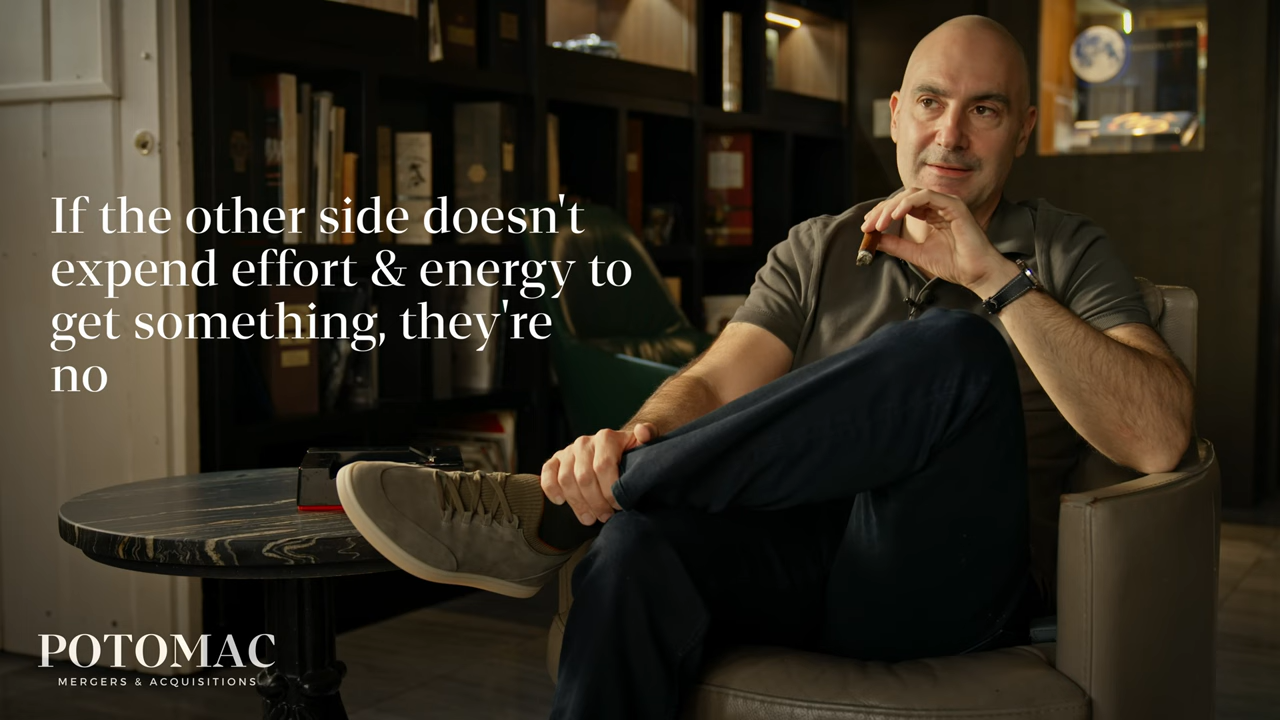 If the other side doesn't
expend effort & energy to
get something, they're
no
POTOMAC
MERGERS & ACQUISITIONS